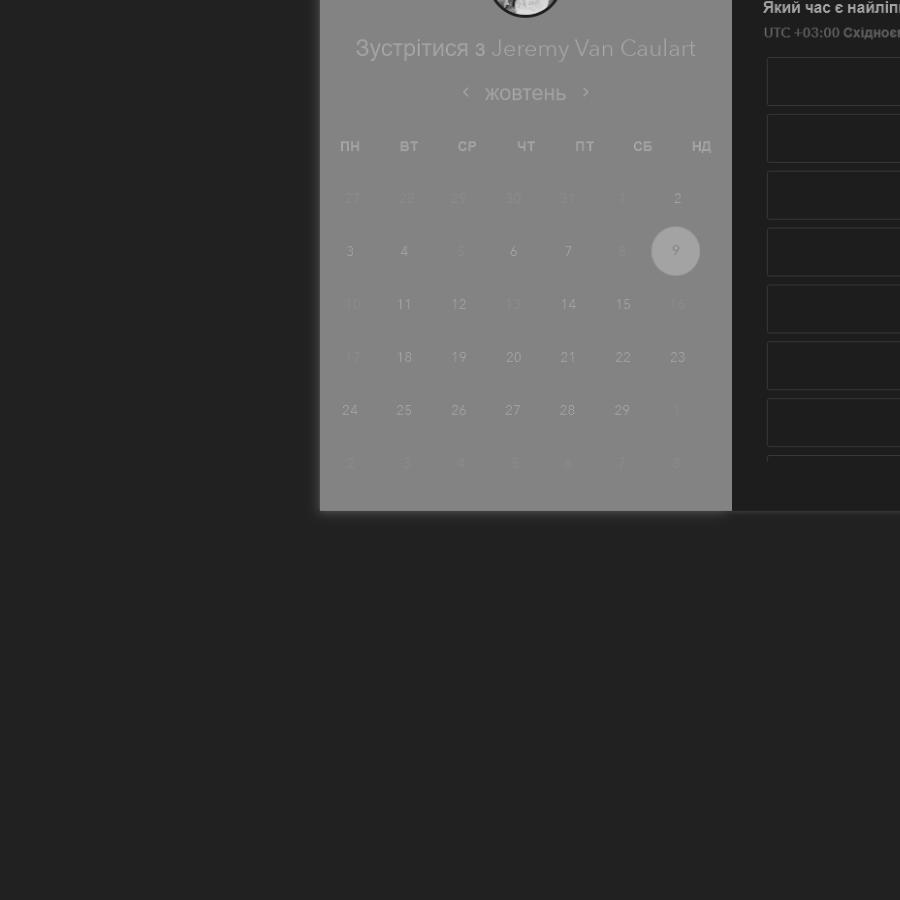 Який час є найліп
UTC +03:00 Східноє
Зустрітися з Jeremy Van Caulart
‹ жовтень ›
ПН ВТ СР ЧТ ПТ СБ НД
27 28 29 30 31 1 2
3 4 5 6 7 8 9
10 11 12 13 14 15 16
17 18 19 20 21 22 23
24 25 26 27 28 29 1
2 3 4 5 6 7 8